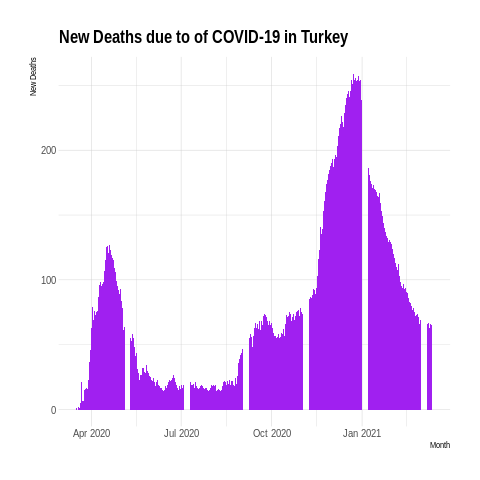 New Deaths due to of COVID-19 in Turkey
New Deaths
200
100
0
Apr 2020 Jul 2020 Oct 2020 Jan 2021
Month